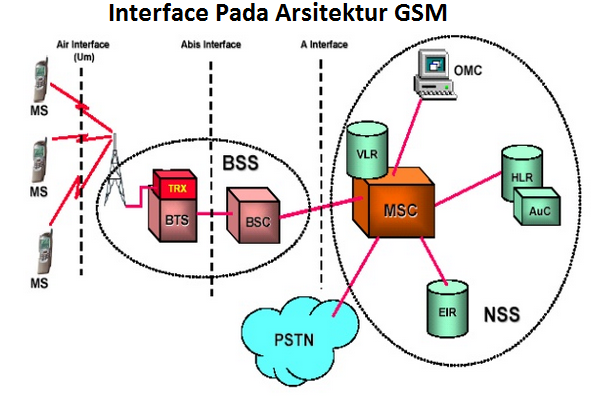 Interface Pada Arsitektur GSM
Air Interface
(Um)
Abis Interface
A Interface
MS
MS
MS
BSS
TRX
BTS
BSC
VLR
MSC
OMC
HLR
AuC
EIR
NSS
PSTN